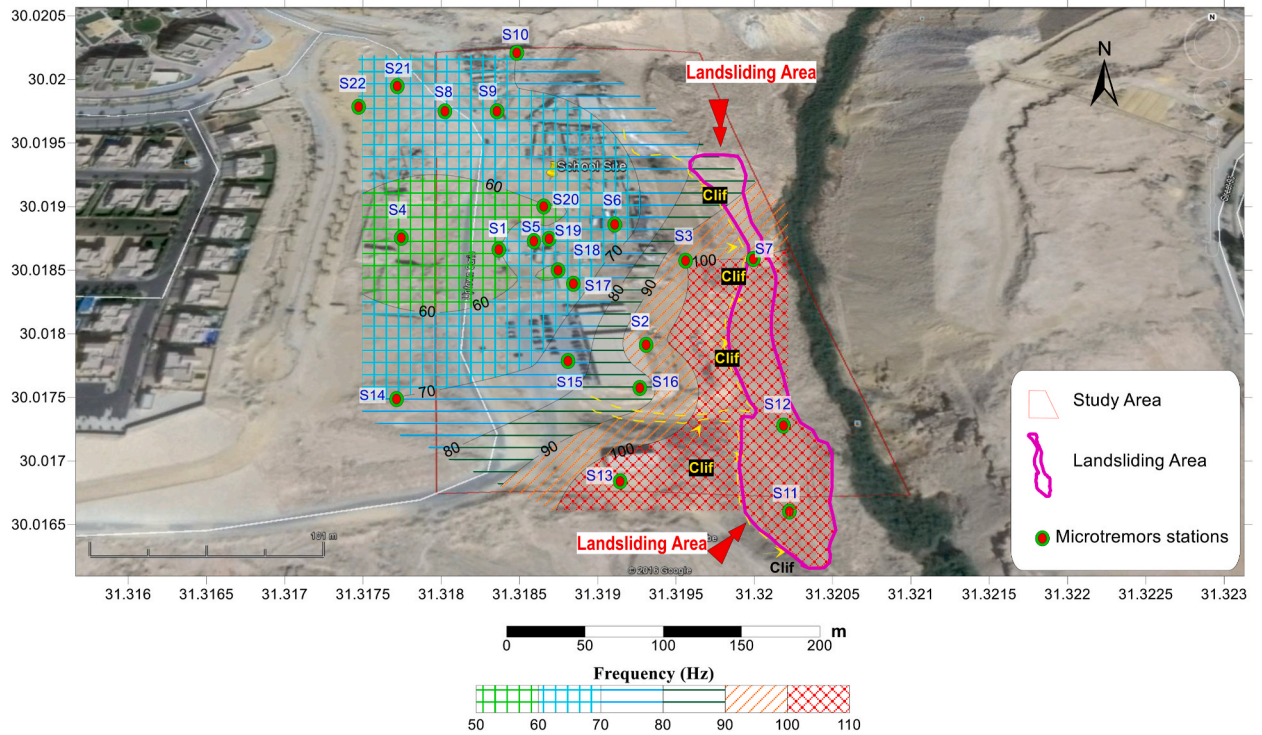 30.0205
30.02
30.0195
30.019
30.0185
30.018
30.0175
30.017
30.0165
S10
N
N
Landsliding Area
S21
S22
S8
S9
School Site
Clif
60
S4
S20
S6
S1
S5
S19
S18
S3
S7
70
100
Clif
S17
80
90
60
60
S2
Clif
S15
S16
S14
70
S12
80
90
100
S13
Clif
S11
Landsliding Area
Clif
101 m
© 2016 Google
Study Area
Landsliding Area
Microtremors stations
31.316
31.3165
31.317
31.3175
31.318
31.3185
31.319
31.3195
31.32
31.3205
31.321
31.3215
31.322
31.3225
31.323
m
0 50 100 150 200
Frequency (Hz)
50 60 70 80 90 100 110